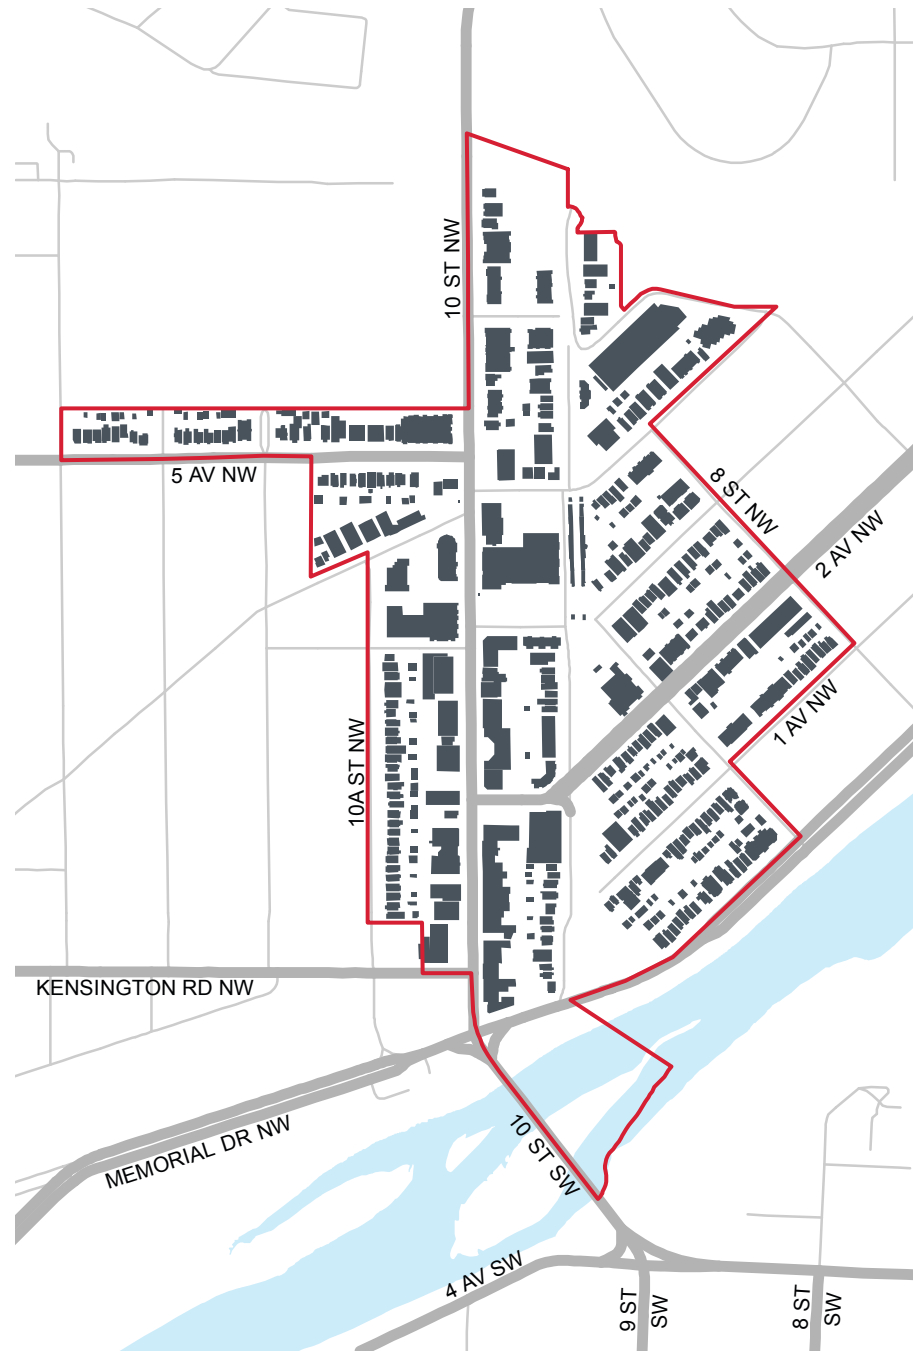 10 ST NW
5 AV NW
8 ST NW
2 AV NW
10A ST NW
1 AV NW
KENSINGTON RD NW
MEMORIAL DR NW
10 ST SW
4 AV SW
9 ST
SW
8 ST
SW